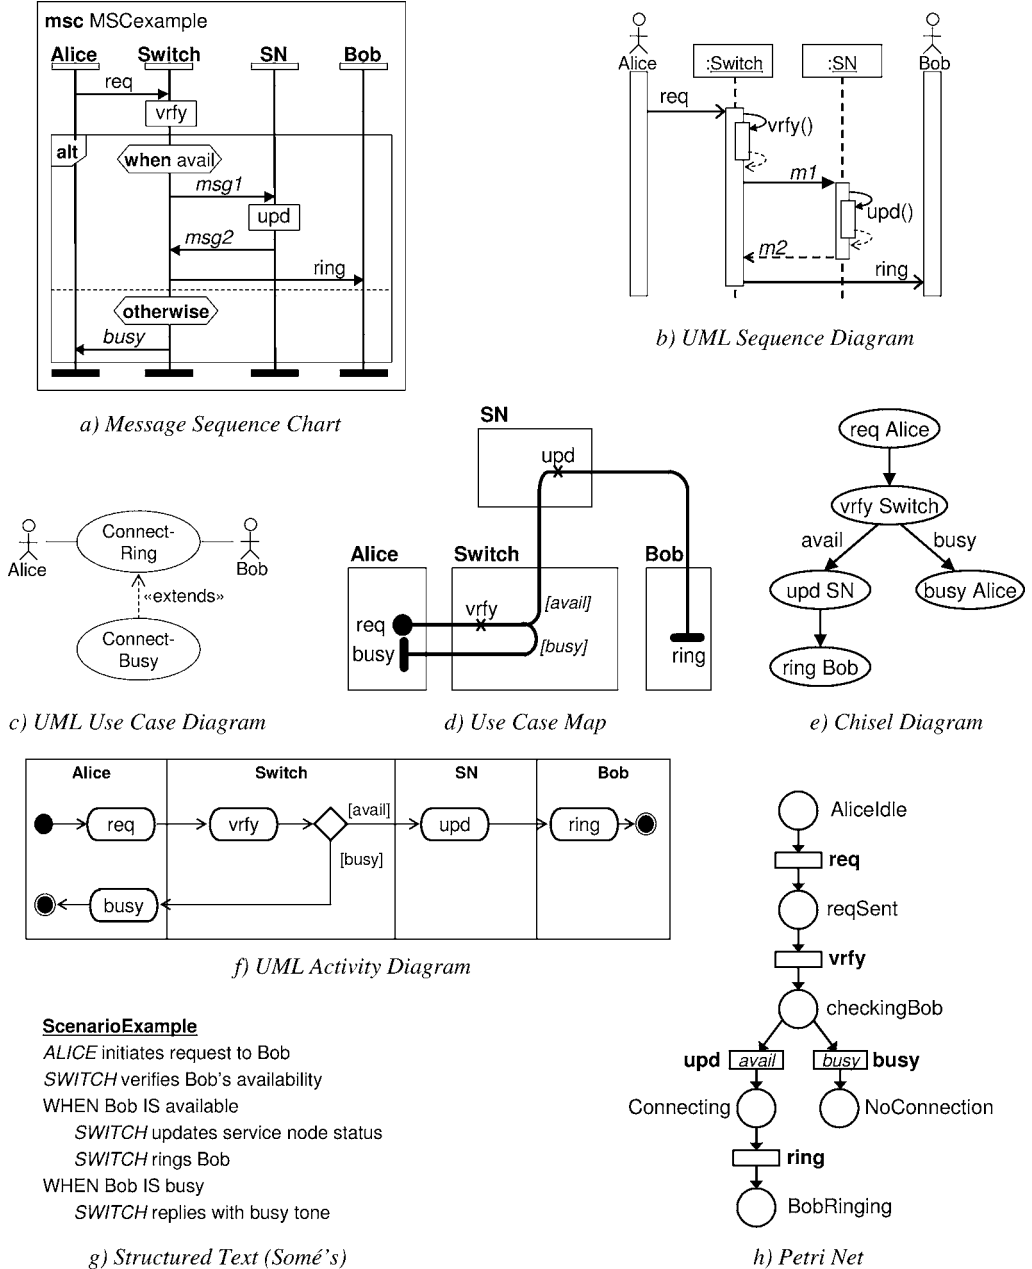 msc MSCexample
Alice Switch SN Bob
req
vrfy
alt
when avail
msg1
upd
msg2
ring
otherwise
busy
a) Message Sequence Chart
Alice :Switch :SN Bob
req
vrfy()
m1
upd()
m2
ring
b) UML Sequence Diagram
Alice
Connect-
Ring
Bob
«extends»
Connect-
Busy
c) UML Use Case Diagram
SN
upd
Alice Switch Bob
req
vrfy
[avail]
busy
[busy]
ring
d) Use Case Map
req Alice
vrfy Switch
avail busy
upd SN busy Alice
ring Bob
e) Chisel Diagram
Alice Switch SN Bob
req vrfy [avail] upd ring
[busy]
busy
f) UML Activity Diagram
ScenarioExample
ALICE initiates request to Bob
SWITCH verifies Bob's availability
WHEN Bob IS available
SWITCH updates service node status
SWITCH rings Bob
WHEN Bob IS busy
SWITCH replies with busy tone
g) Structured Text (Somé's)
AliceIdle
req
reqSent
vrfy
checkingBob
upd avail busy busy
Connecting NoConnection
ring
BobRinging
h) Petri Net